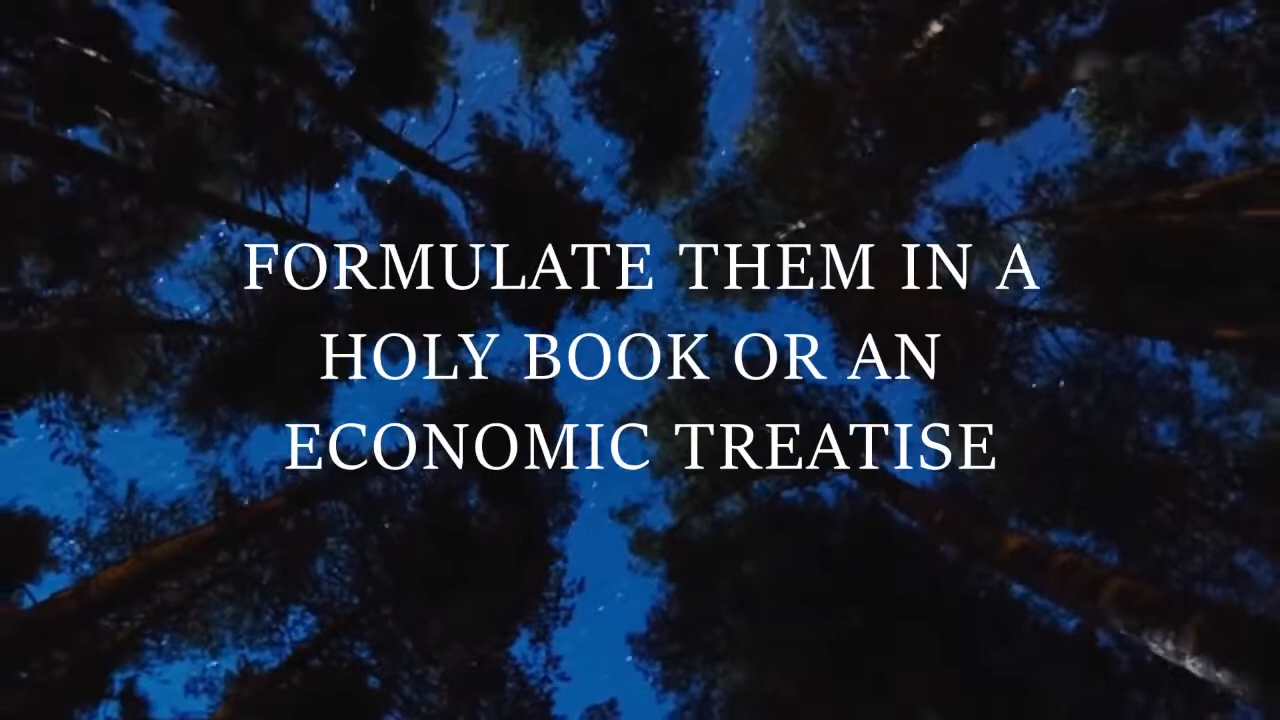 FORMULATE THEM IN A
HOLY BOOK OR AN
ECONOMIC TREATISE